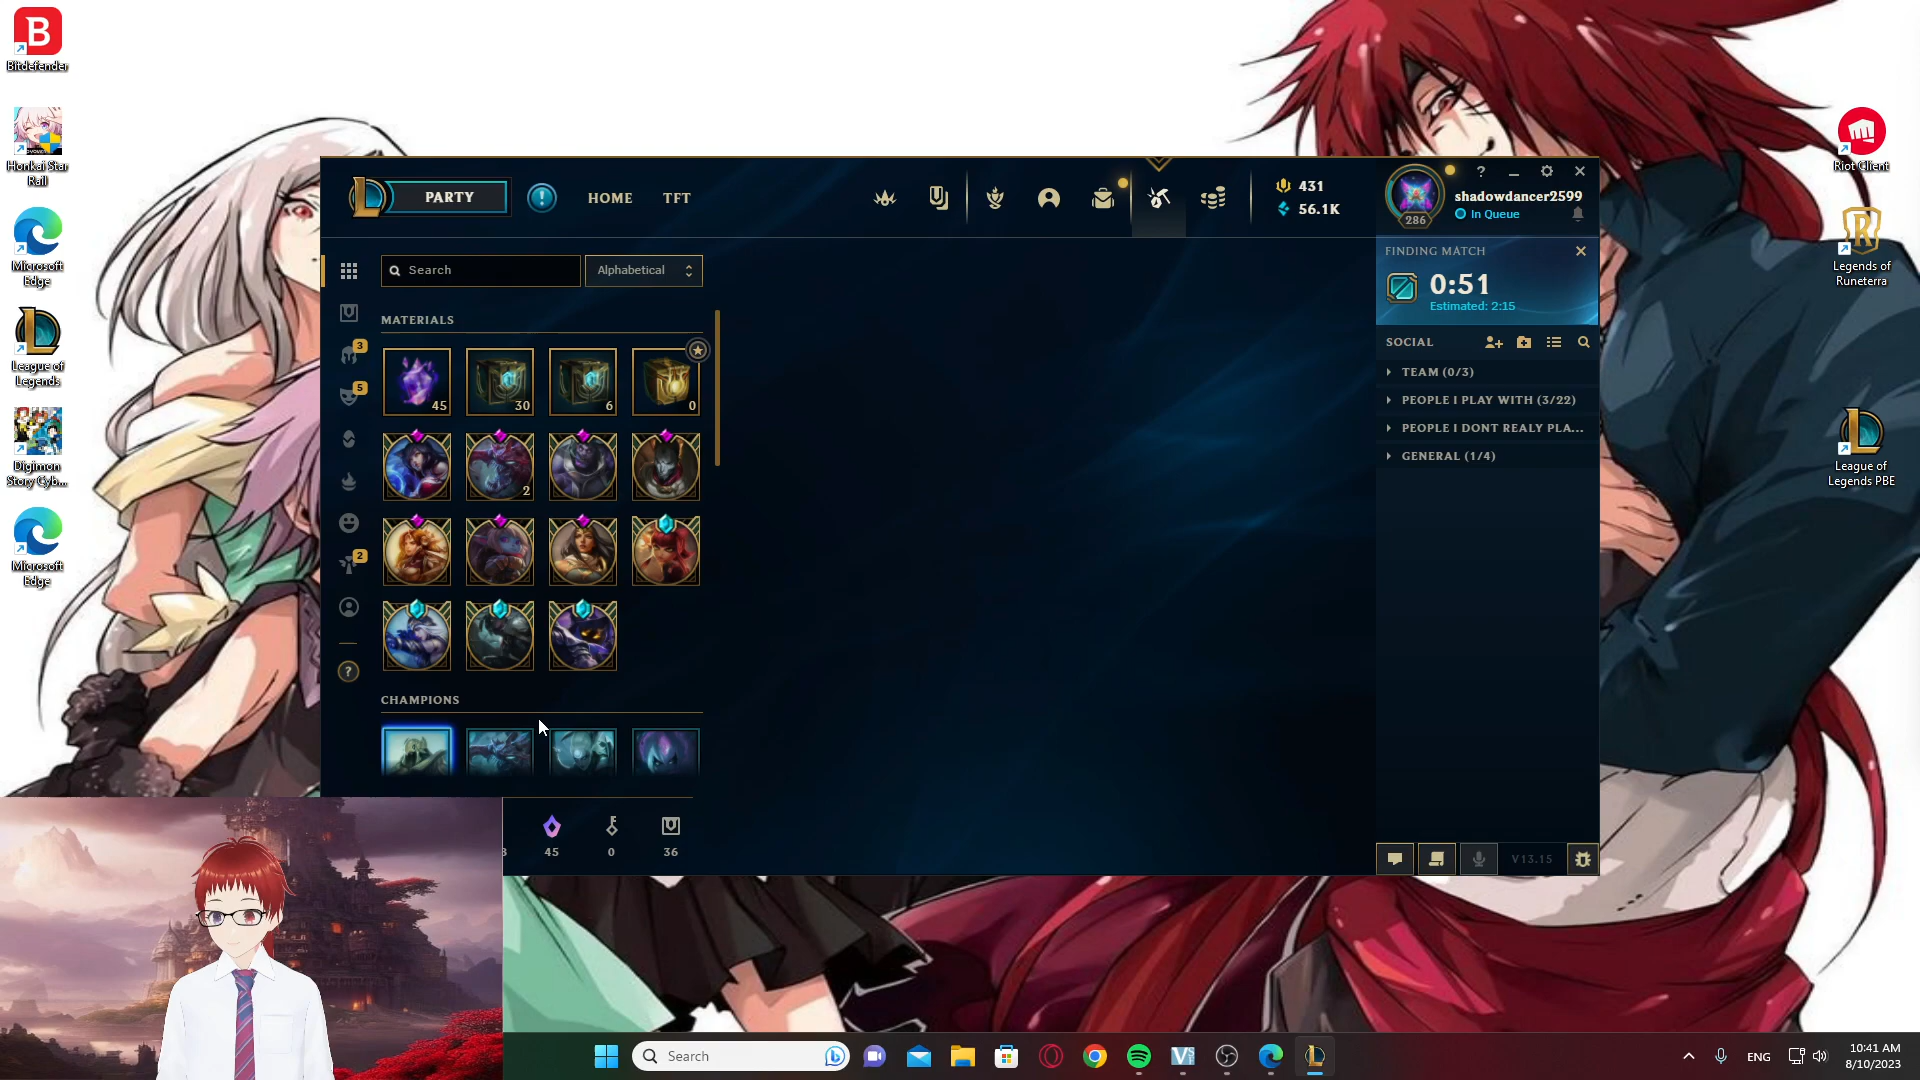 B
Bitdefender
Honkai Star
Rail
Microsoft
Edge
League of
Legends
Digimon
Story Cyb...
Microsoft
Edge
PARTY
HOME
TFT
431
56.1K
286
shadowdancer2599
In Queue
FINDING MATCH
0:51
Estimated: 2:15
SOCIAL
TEAM (0/3)
PEOPLE I PLAY WITH (3/22)
PEOPLE I DONT REALY PLA...
GENERAL (1/4)
Search
Alphabetical
MATERIALS
3
5
2
?
45
30
6
0
2
CHAMPIONS
45
0
36
V13.15
Riot Client
Legends of
Runeterra
League of
Legends PBE
Search
ENG
10:41 AM
8/10/2023